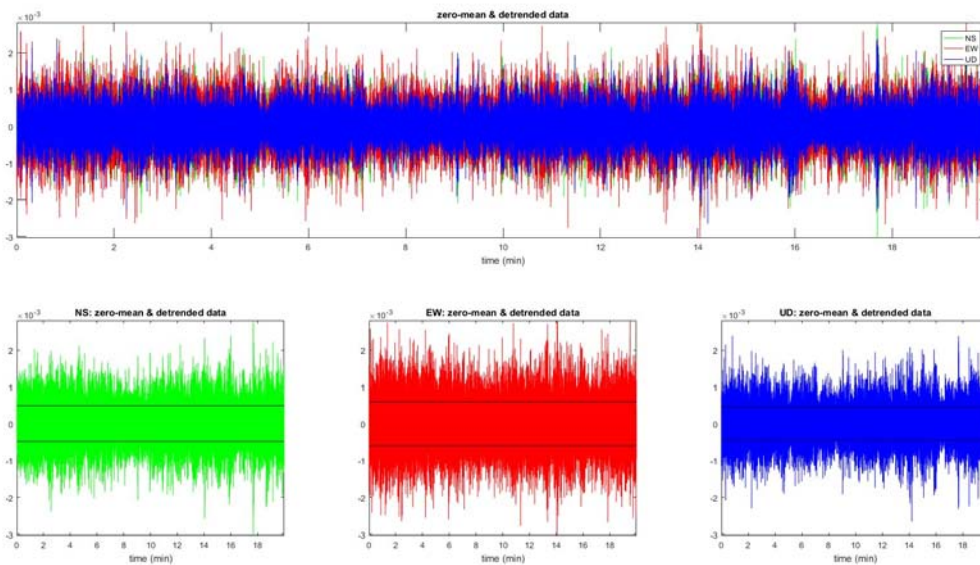 zero-mean & detrended data
×10⁻³
NS
EW
UD
2
1
0
-1
-2
-3
0 2 4 6 8 10 12 14 16 18
time (min)
NS: zero-mean & detrended data
×10⁻³
2
1
0
-1
-2
-3
0 2 4 6 8 10 12 14 16 18
time (min)
EW: zero-mean & detrended data
×10⁻³
2
1
0
-1
-2
-3
0 2 4 6 8 10 12 14 16 18
time (min)
UD: zero-mean & detrended data
×10⁻³
2
1
0
-1
-2
-3
0 2 4 6 8 10 12 14 16 18
time (min)